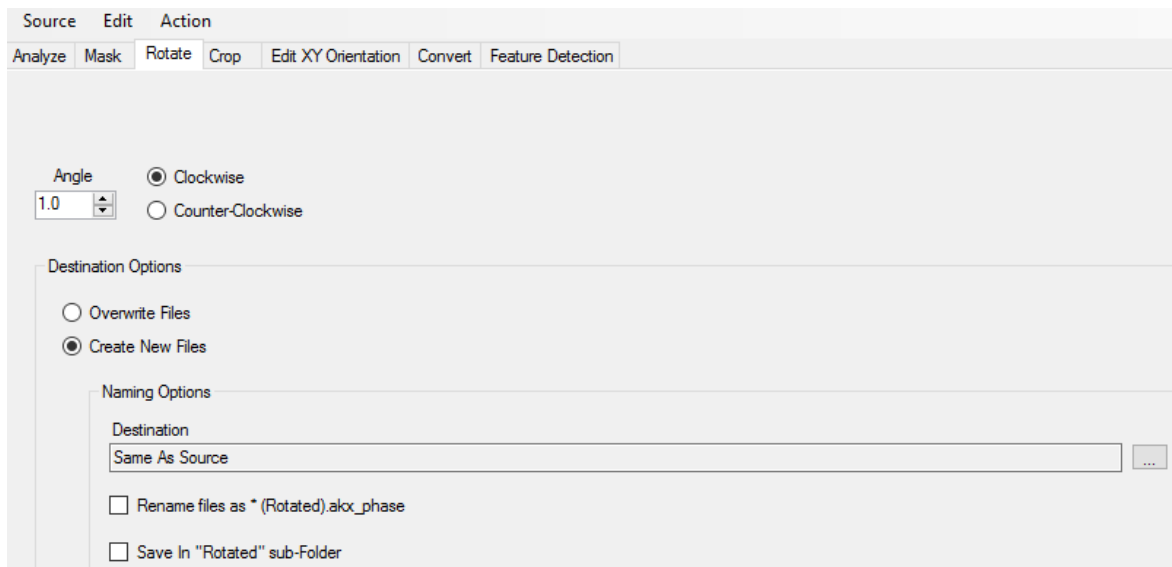 Source Edit Action
Analyze Mask Rotate Crop Edit XY Orientation Convert Feature Detection
Angle
Clockwise
1.0
Counter-Clockwise
Destination Options
Overwrite Files
Create New Files
Naming Options
Destination
Same As Source
...
Rename files as * (Rotated).akx_phase
Save In "Rotated" sub-Folder